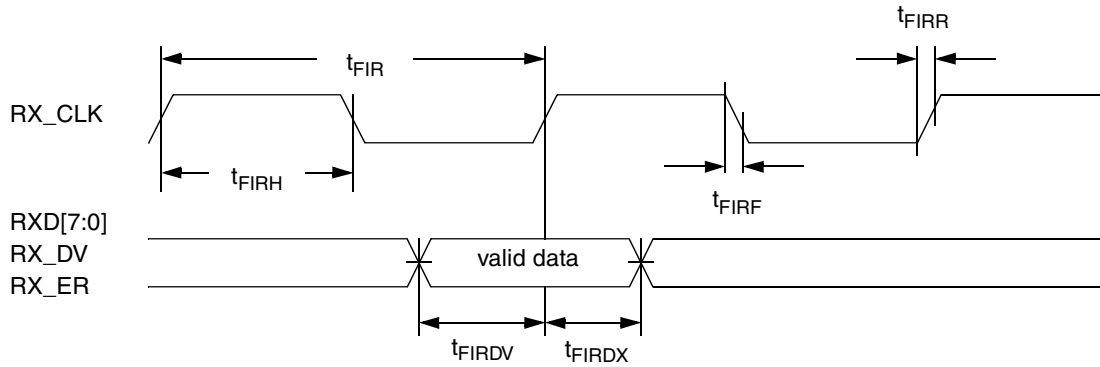 tFIRR
tFIR
RX_CLK
tFIRH
tFIRF
RXD[7:0]
RX_DV
valid data
RX_ER
tFIRDV
tFIRDX